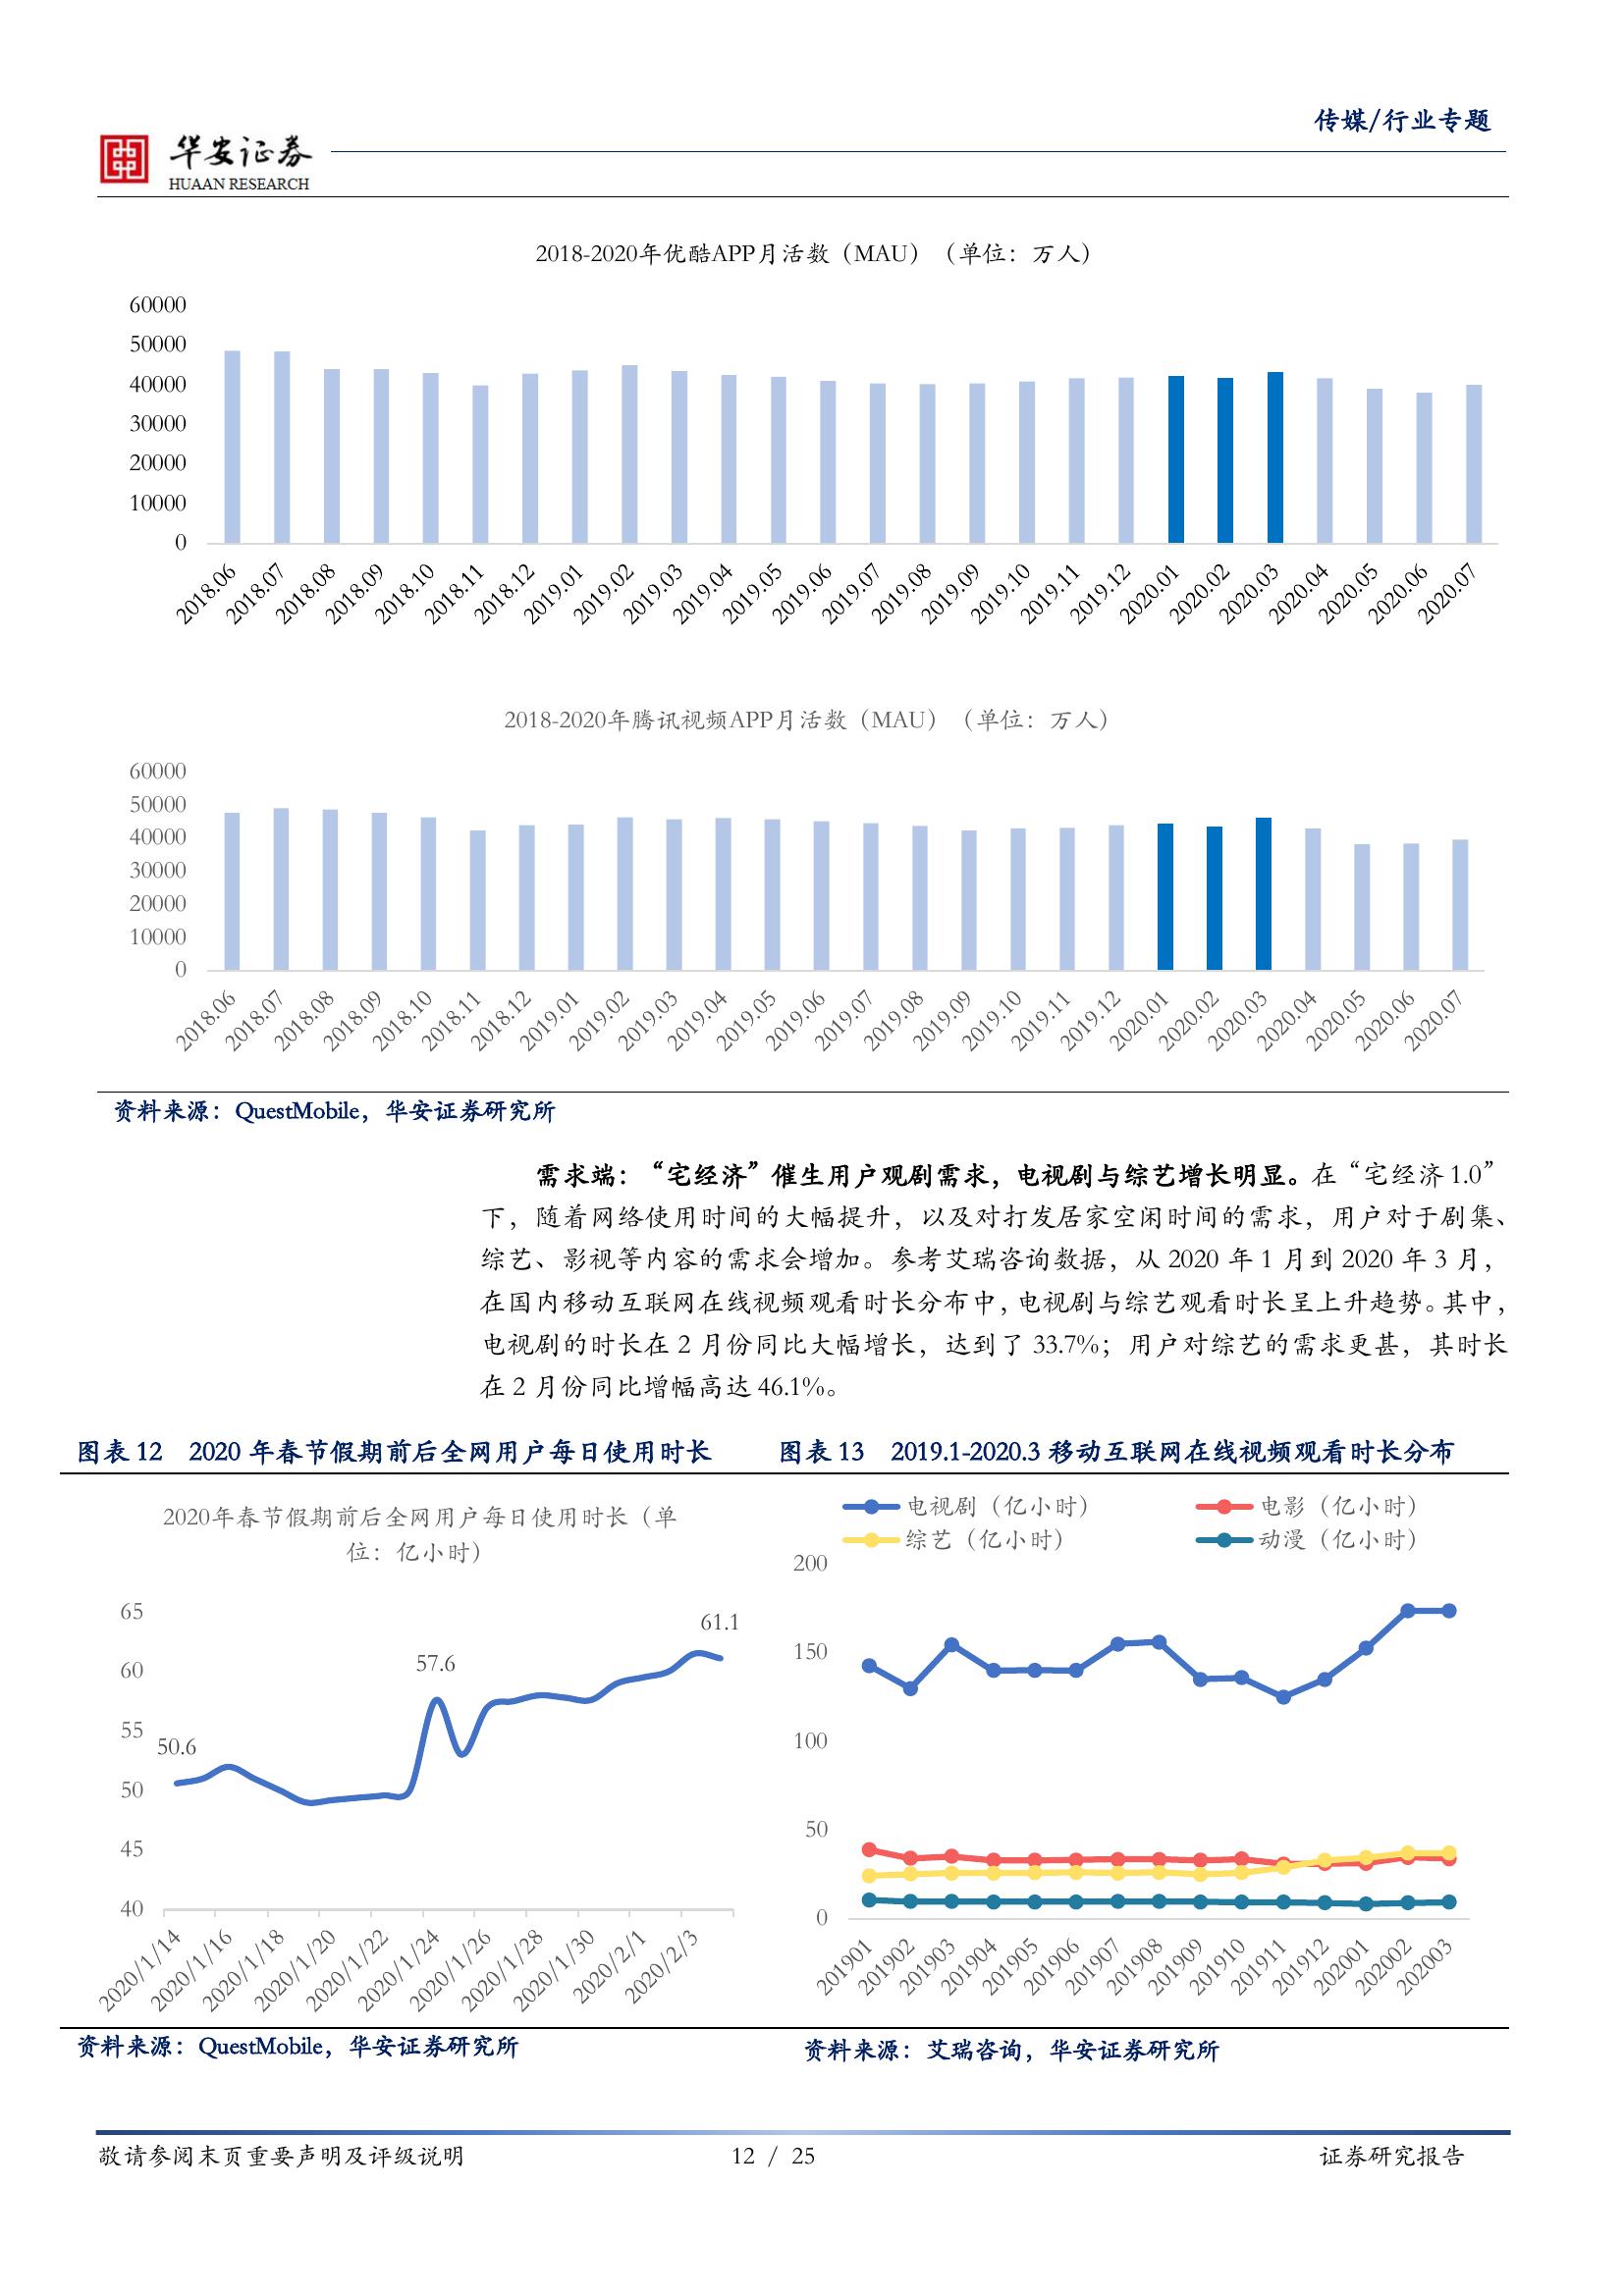 传媒/行业专题
华安证券
HUAAN RESEARCH
2018-2020年优酷APP月活数（MAU）（单位：万人）
60000
50000
40000
30000
20000
10000
0
2018.06 2018.07 2018.08 2018.09 2018.10 2018.11 2018.12 2019.01 2019.02 2019.03 2019.04 2019.05 2019.06 2019.07 2019.08 2019.09 2019.10 2019.11 2019.12 2020.01 2020.02 2020.03 2020.04 2020.05 2020.06 2020.07
2018-2020年腾讯视频APP月活数（MAU）（单位：万人）
60000
50000
40000
30000
20000
10000
0
2018.06 2018.07 2018.08 2018.09 2018.10 2018.11 2018.12 2019.01 2019.02 2019.03 2019.04 2019.05 2019.06 2019.07 2019.08 2019.09 2019.10 2019.11 2019.12 2020.01 2020.02 2020.03 2020.04 2020.05 2020.06 2020.07
资料来源：QuestMobile，华安证券研究所
需求端：“宅经济”催生用户观剧需求，电视剧与综艺增长明显。在“宅经济 1.0”
下，随着网络使用时间的大幅提升，以及对打发居家空闲时间的需求，用户对于剧集、
综艺、影视等内容的需求会增加。参考艾瑞咨询数据，从 2020 年 1 月到 2020 年 3 月，
在国内移动互联网在线视频观看时长分布中，电视剧与综艺观看时长呈上升趋势。其中，
电视剧的时长在 2 月份同比大幅增长，达到了 33.7%；用户对综艺的需求更甚，其时长
在 2 月份同比增幅高达 46.1%。
图表 12 2020 年春节假期前后全网用户每日使用时长
2020年春节假期前后全网用户每日使用时长（单
位：亿小时）
65
60
55
50
45
40
50.6
57.6
61.1
2020/1/14 2020/1/16 2020/1/18 2020/1/20 2020/1/22 2020/1/24 2020/1/26 2020/1/28 2020/1/30 2020/2/1 2020/2/3
资料来源：QuestMobile，华安证券研究所
图表 13 2019.1-2020.3 移动互联网在线视频观看时长分布
电视剧（亿小时） 电影（亿小时）
综艺（亿小时） 动漫（亿小时）
200
150
100
50
0
201901 201902 201903 201904 201905 201906 201907 201908 201909 201910 201911 201912 202001 202002 202003
资料来源：艾瑞咨询，华安证券研究所
敬请参阅末页重要声明及评级说明 12 / 25 证券研究报告